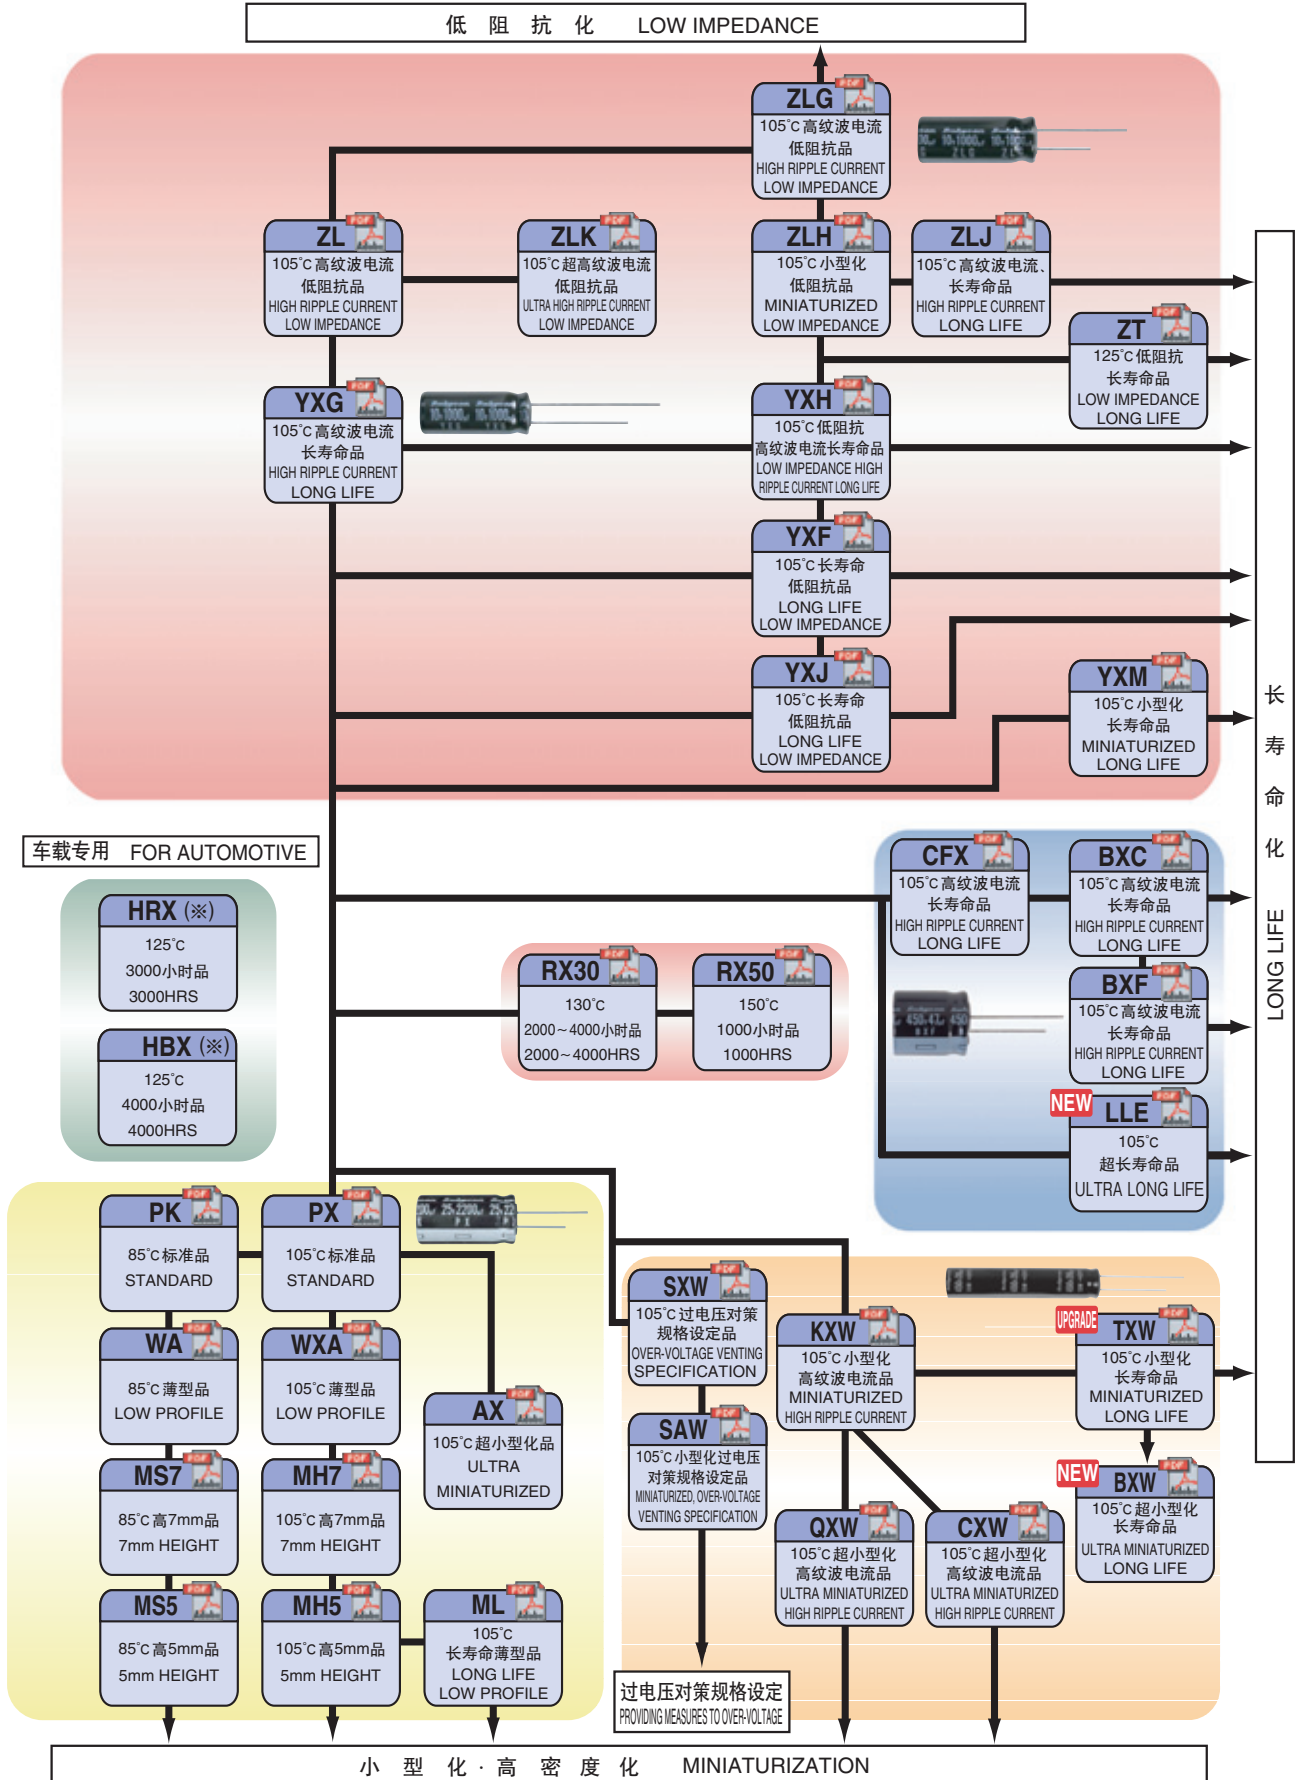 低 阻 抗 化 LOW IMPEDANCE
ZLG
105°C高纹波电流
低阻抗品
HIGH RIPPLE CURRENT
LOW IMPEDANCE
ZL
105°C高纹波电流
低阻抗品
HIGH RIPPLE CURRENT
LOW IMPEDANCE
ZLK
105°C超高纹波电流
低阻抗品
ULTRA HIGH RIPPLE CURRENT
LOW IMPEDANCE
ZLH
105°C小型化
低阻抗品
MINIATURIZED
LOW IMPEDANCE
ZLJ
105°C高纹波电流、
长寿命品
HIGH RIPPLE CURRENT
LONG LIFE
ZT
125°C低阻抗
长寿命品
LOW IMPEDANCE
LONG LIFE
YXG
105°C高纹波电流
长寿命品
HIGH RIPPLE CURRENT
LONG LIFE
YXH
105°C低阻抗
高纹波电流长寿命品
LOW IMPEDANCE HIGH
RIPPLE CURRENT LONG LIFE
YXF
105°C长寿命
低阻抗品
LONG LIFE
LOW IMPEDANCE
YXJ
105°C长寿命
低阻抗品
LONG LIFE
LOW IMPEDANCE
YXM
105°C小型化
长寿命品
MINIATURIZED
LONG LIFE
长寿命化 LONG LIFE
车载专用 FOR AUTOMOTIVE
HRX (※)
125°C
3000小时品
3000HRS
HBX (※)
125°C
4000小时品
4000HRS
RX30
130°C
2000~4000小时品
2000~4000HRS
RX50
150°C
1000小时品
1000HRS
CFX
105°C高纹波电流
长寿命品
HIGH RIPPLE CURRENT
LONG LIFE
BXC
105°C高纹波电流
长寿命品
HIGH RIPPLE CURRENT
LONG LIFE
BXF
105°C高纹波电流
长寿命品
HIGH RIPPLE CURRENT
LONG LIFE
NEW
LLE
105°C
超长寿命品
ULTRA LONG LIFE
PK
85°C标准品
STANDARD
PX
105°C标准品
STANDARD
WA
85°C薄型品
LOW PROFILE
WXA
105°C薄型品
LOW PROFILE
AX
105°C超小型化品
ULTRA
MINIATURIZED
MS7
85°C高7mm品
7mm HEIGHT
MH7
105°C高7mm品
7mm HEIGHT
MS5
85°C高5mm品
5mm HEIGHT
MH5
105°C高5mm品
5mm HEIGHT
ML
105°C
长寿命薄型品
LONG LIFE
LOW PROFILE
SXW
105°C过电压对策
规格设定品
OVER-VOLTAGE VENTING
SPECIFICATION
SAW
105°C小型化过电压
对策规格设定品
MINIATURIZED, OVER-VOLTAGE
VENTING SPECIFICATION
KXW
105°C小型化
高纹波电流品
MINIATURIZED
HIGH RIPPLE CURRENT
UPGRADE
TXW
105°C小型化
长寿命品
MINIATURIZED
LONG LIFE
NEW
BXW
105°C超小型化
长寿命品
ULTRA MINIATURIZED
LONG LIFE
QXW
105°C超小型化
高纹波电流品
ULTRA MINIATURIZED
HIGH RIPPLE CURRENT
CXW
105°C超小型化
高纹波电流品
ULTRA MINIATURIZED
HIGH RIPPLE CURRENT
过电压对策规格设定
PROVIDING MEASURES TO OVER-VOLTAGE
小 型 化 · 高 密 度 化 MINIATURIZATION